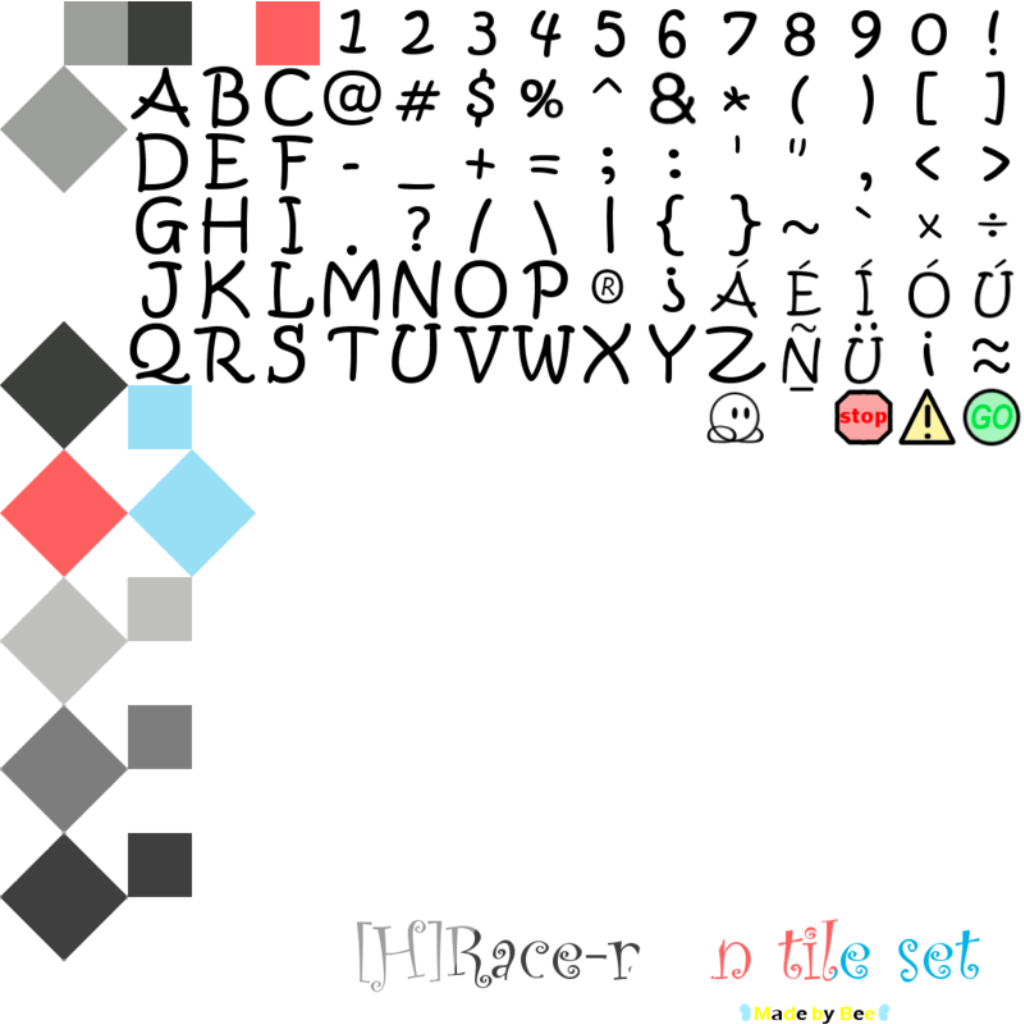 1 2 3 4 5 6 7 8 9 0 !
A B C @ # $ % ^ & * ( ) [ ]
D E F - _ + = ; : ' " , < >
G H I . ? / \ | { } ~ ` × ÷
J K L M N O P ® ¿ Á É Í Ó Ú
Q R S T U V W X Y Z Ñ Ü ¡ ≈
stop ! GO
[H]Race-r n tile set
Made by Bee